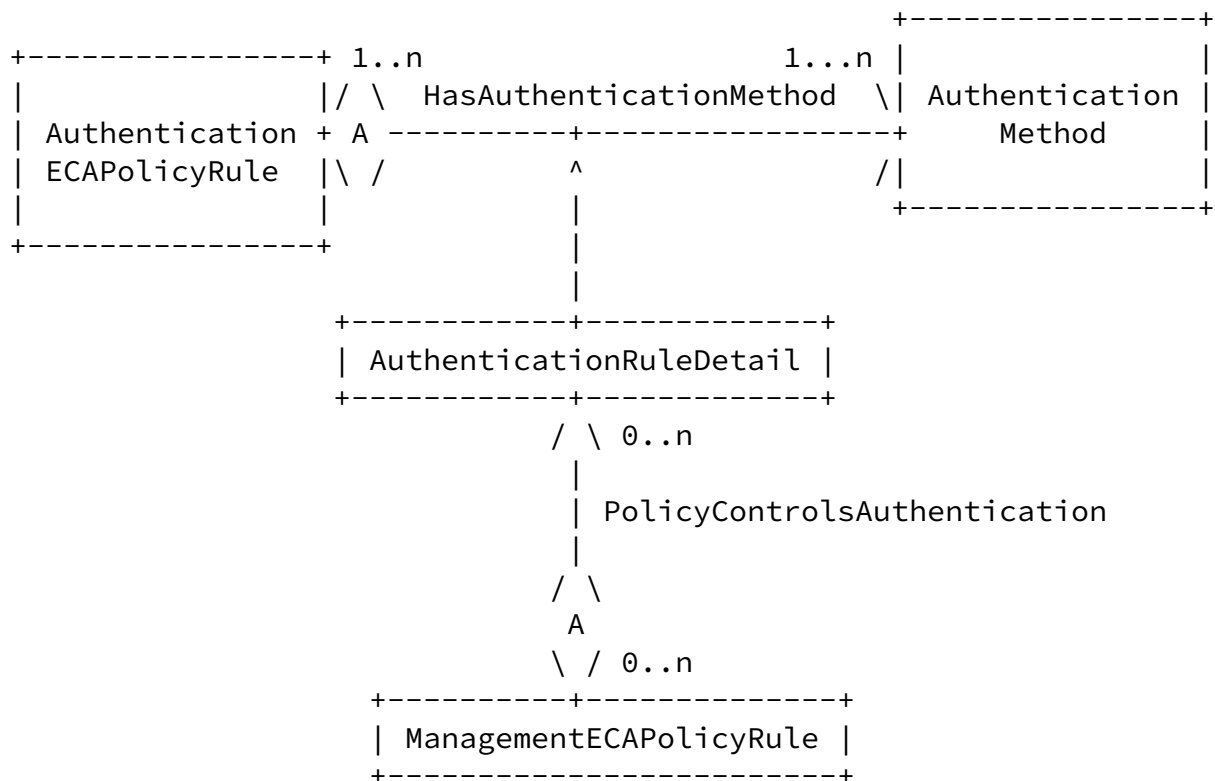 1..n 1...n
HasAuthenticationMethod
Authentication
ECAPolicyRule
A
Authentication
Method
AuthenticationRuleDetail
0..n
PolicyControlsAuthentication
A
0..n
ManagementECAPolicyRule